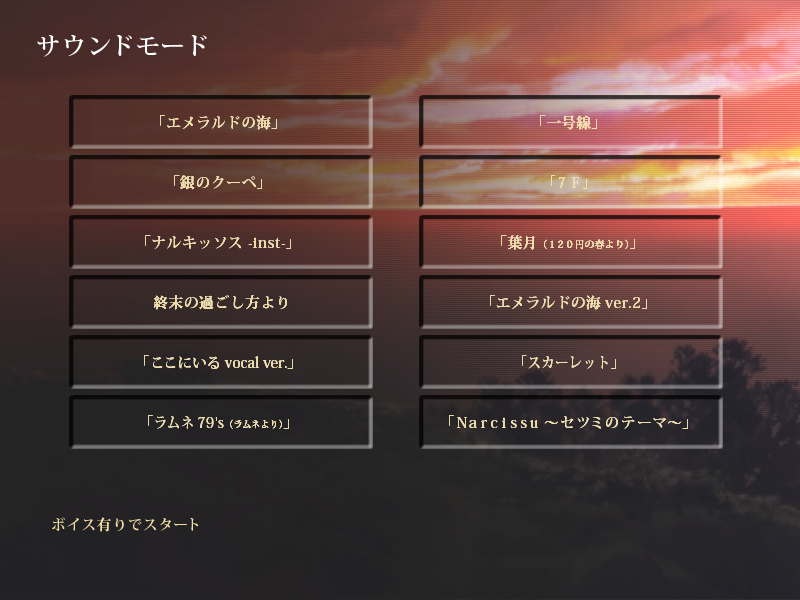 サウンドモード
「エメラルドの海」
「一号線」
「銀のクーペ」
「７Ｆ」
「ナルキッソス -inst-」
「葉月（１２０円の春より）」
終末の過ごし方より
「エメラルドの海 ver.2」
「ここにいる vocal ver.」
「スカーレット」
「ラムネ 79's（ラムネより）」
「Ｎａｒｃｉｓｓｕ ～セツミのテーマ～」
ボイス有りでスタート